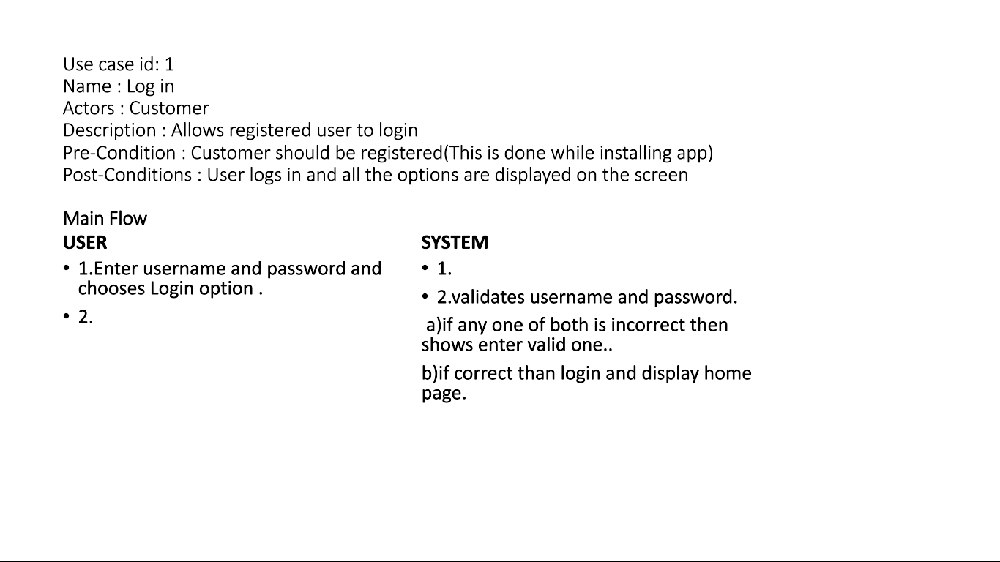 Use case id: 1
Name : Log in
Actors : Customer
Description : Allows registered user to login
Pre-Condition : Customer should be registered(This is done while installing app)
Post-Conditions : User logs in and all the options are displayed on the screen
Main Flow
USER
• 1.Enter username and password and
chooses Login option .
• 2.
SYSTEM
• 1.
• 2.validates username and password.
a)if any one of both is incorrect then
shows enter valid one..
b)if correct than login and display home
page.